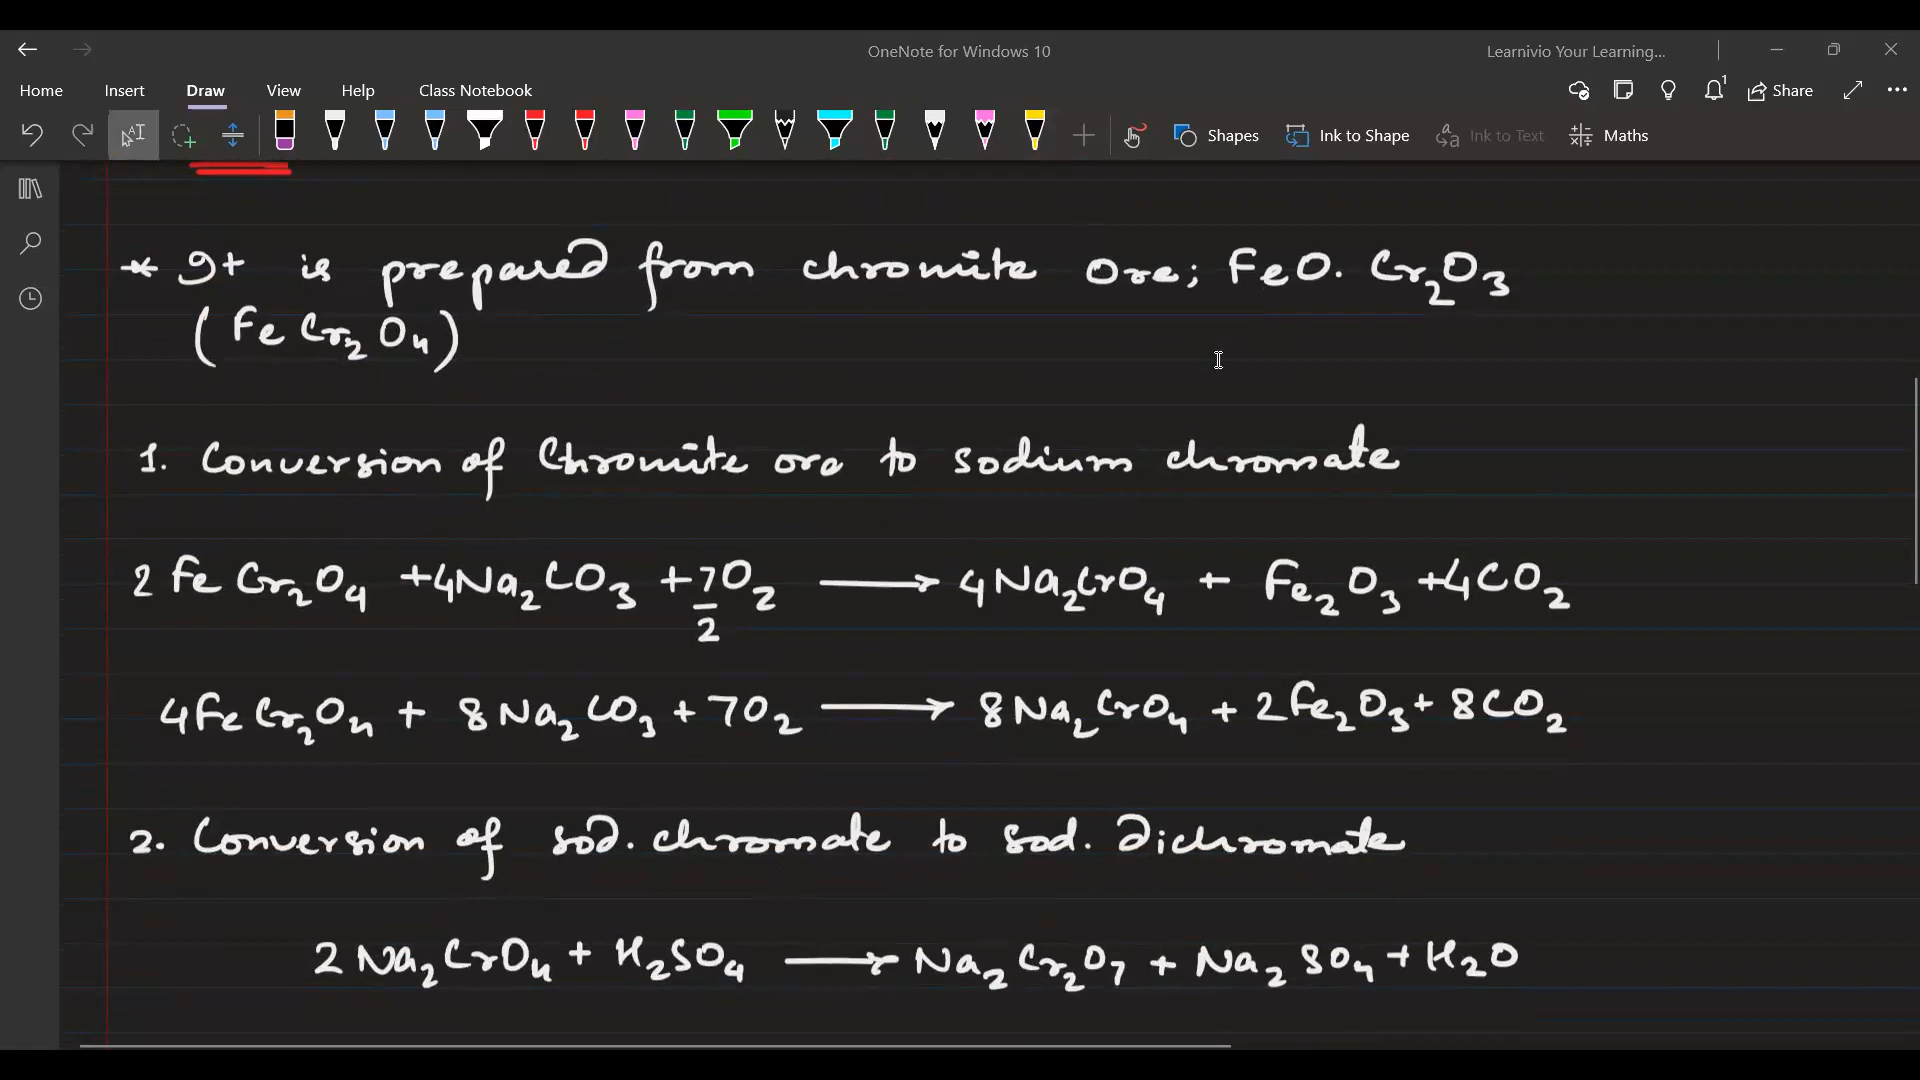 OneNote for Windows 10
Learnivio Your Learning...
Home Insert Draw View Help Class Notebook
1 Share
Shapes Ink to Shape Ink to Text Maths
* It is prepared from chromite Ore; FeO. Cr₂O₃
(FeCr₂O₄)
1. Conversion of Chromite ore to sodium chromate
2FeCr₂O₄ +4Na₂CO₃ +7/2O₂ ⟶ 4Na₂CrO₄ + Fe₂O₃ +4CO₂
4FeCr₂O₄ + 8Na₂CO₃ + 7O₂ ⟶ 8Na₂CrO₄ + 2Fe₂O₃ + 8CO₂
2. Conversion of sod. chromate to sod. Dichromate
2Na₂CrO₄ + H₂SO₄ ⟶ Na₂Cr₂O₇ + Na₂SO₄ + H₂O